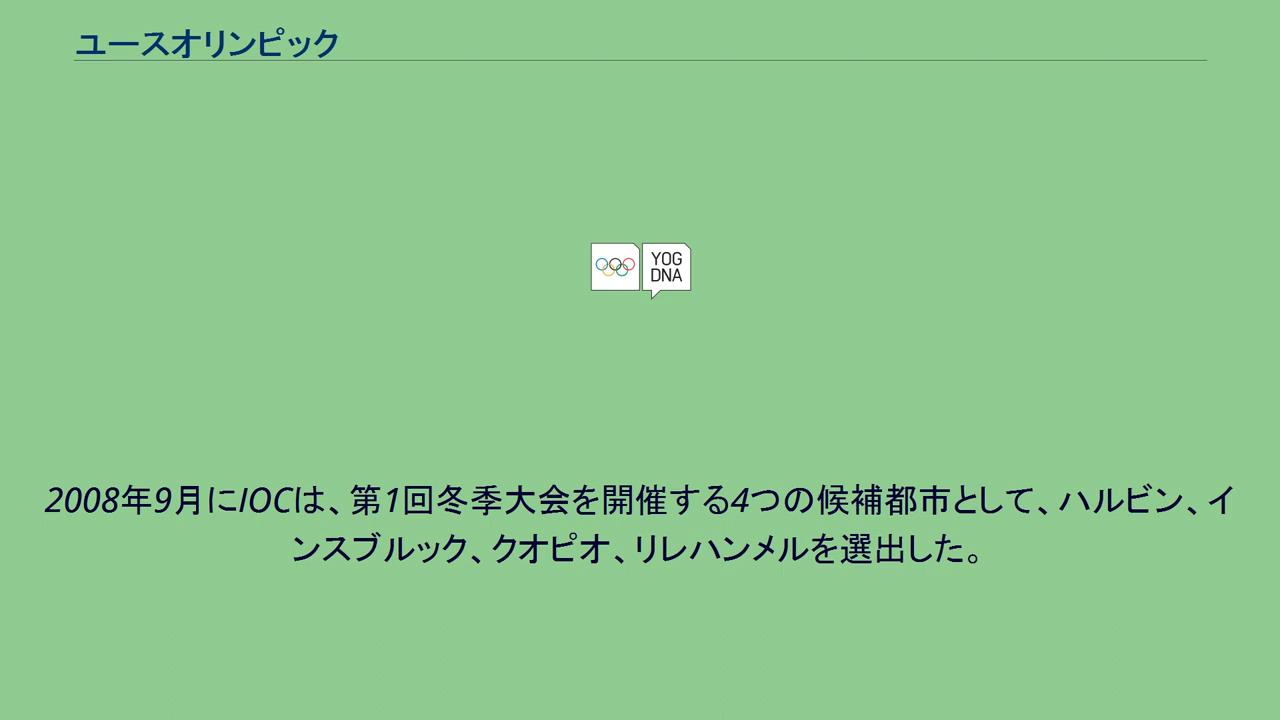 ユースオリンピック
YOG
DNA
2008年9月にIOCは、第1回冬季大会を開催する4つの候補都市として、ハルビン、イ
ンスブルック、クオピオ、リレハンメルを選出した。